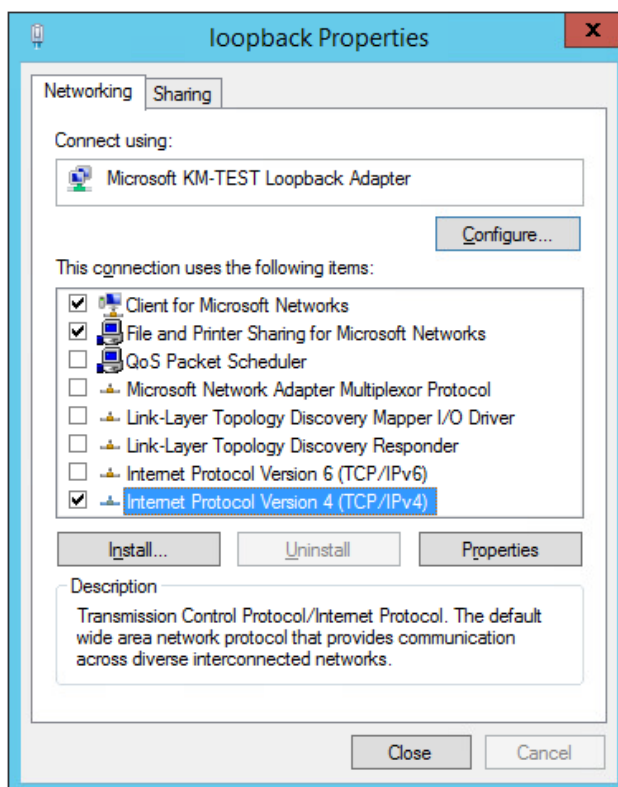 loopback Properties
x
Networking
Sharing
Connect using:
Microsoft KM-TEST Loopback Adapter
Configure...
This connection uses the following items:
Client for Microsoft Networks
File and Printer Sharing for Microsoft Networks
QoS Packet Scheduler
Microsoft Network Adapter Multiplexor Protocol
Link-Layer Topology Discovery Mapper I/O Driver
Link-Layer Topology Discovery Responder
Internet Protocol Version 6 (TCP/IPv6)
Internet Protocol Version 4 (TCP/IPv4)
Install...
Uninstall
Properties
Description
Transmission Control Protocol/Internet Protocol. The default
wide area network protocol that provides communication
across diverse interconnected networks.
Close
Cancel